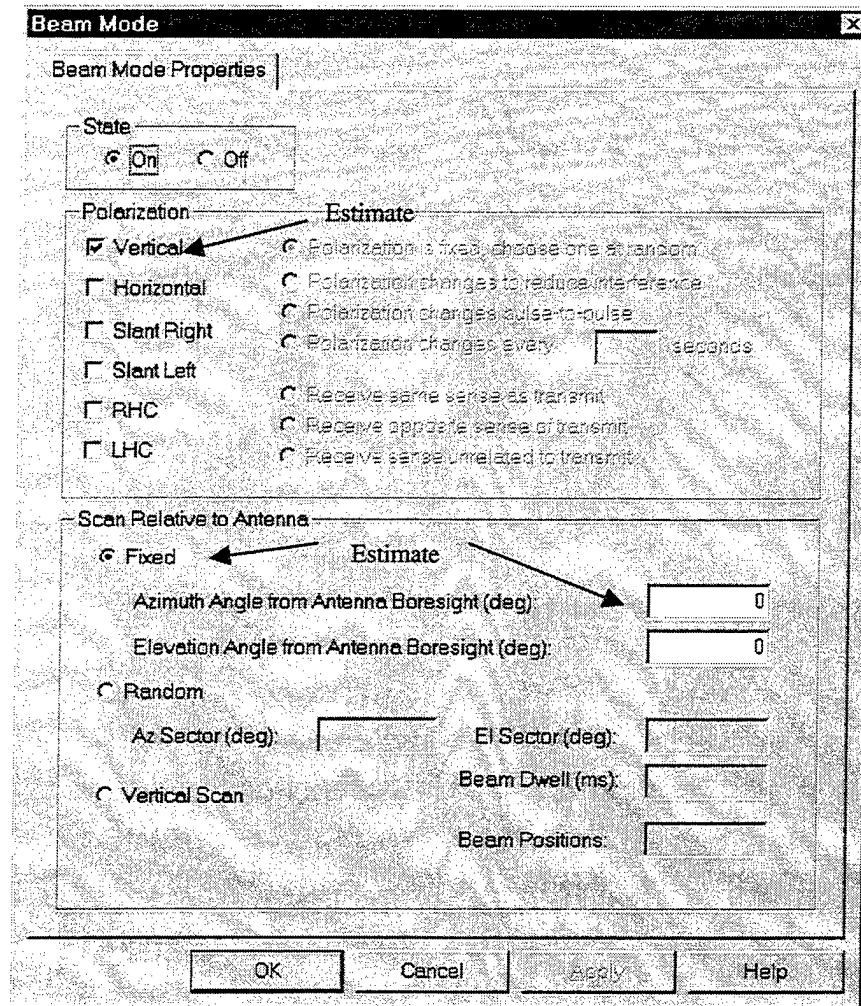 Beam Mode
Beam Mode Properties
State
On Off
Polarization Estimate
Vertical Polarization is fixed, choose one at random
Horizontal Polarization changes to reduce interference
Polarization changes pulse-to-pulse
Slant Right Polarization changes every seconds
Slant Left
Receive same sense as transmit
RHC Receive opposite sense of transmit
LHC Receive sense unrelated to transmit
Scan Relative to Antenna
Fixed Estimate
Azimuth Angle from Antenna Boresight (deg): 0
Elevation Angle from Antenna Boresight (deg): 0
Random
Az Sector (deg): El Sector (deg):
Beam Dwell (ms):
Vertical Scan
Beam Positions:
OK Cancel Apply Help